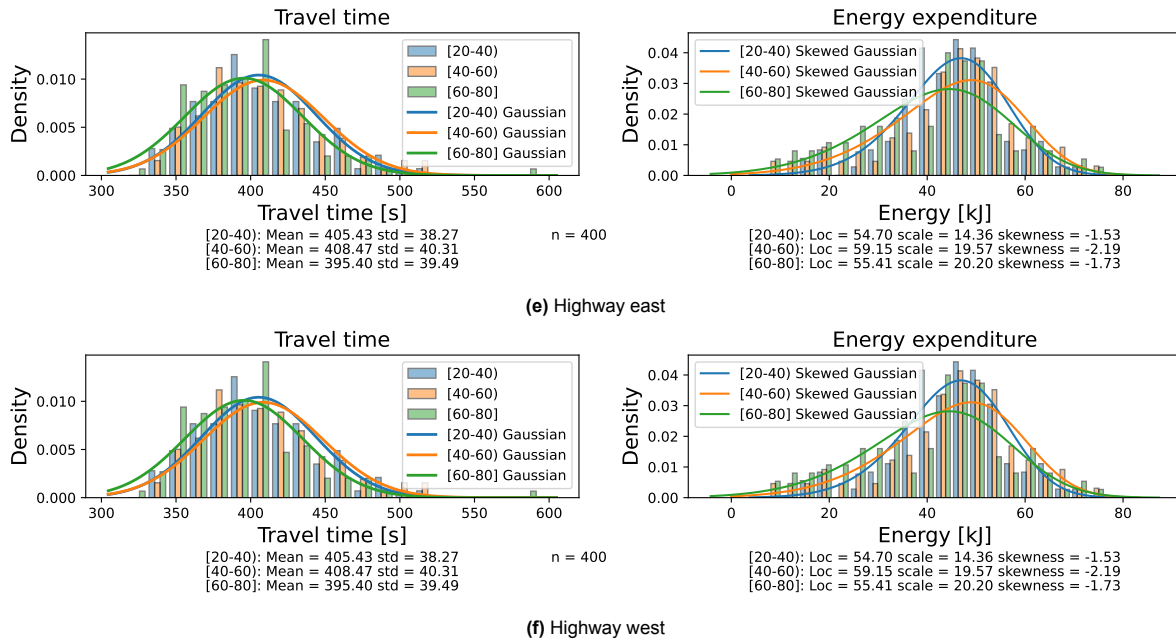 Travel time
Density
0.010
0.005
0.000
[20-40)
[40-60)
[60-80]
[20-40) Gaussian
[40-60) Gaussian
[60-80] Gaussian
300 350 400 450 500 550 600
Travel time [s]
[20-40): Mean = 405.43 std = 38.27
[40-60): Mean = 408.47 std = 40.31
[60-80]: Mean = 395.40 std = 39.49
n = 400
Energy expenditure
Density
0.04
0.03
0.02
0.01
0.00
[20-40) Skewed Gaussian
[40-60) Skewed Gaussian
[60-80] Skewed Gaussian
0 20 40 60 80
Energy [kJ]
[20-40): Loc = 54.70 scale = 14.36 skewness = -1.53
[40-60): Loc = 59.15 scale = 19.57 skewness = -2.19
[60-80]: Loc = 55.41 scale = 20.20 skewness = -1.73
(e) Highway east
Travel time
Density
0.010
0.005
0.000
[20-40)
[40-60)
[60-80]
[20-40) Gaussian
[40-60) Gaussian
[60-80] Gaussian
300 350 400 450 500 550 600
Travel time [s]
[20-40): Mean = 405.43 std = 38.27
[40-60): Mean = 408.47 std = 40.31
[60-80]: Mean = 395.40 std = 39.49
n = 400
Energy expenditure
Density
0.04
0.03
0.02
0.01
0.00
[20-40) Skewed Gaussian
[40-60) Skewed Gaussian
[60-80] Skewed Gaussian
0 20 40 60 80
Energy [kJ]
[20-40): Loc = 54.70 scale = 14.36 skewness = -1.53
[40-60): Loc = 59.15 scale = 19.57 skewness = -2.19
[60-80]: Loc = 55.41 scale = 20.20 skewness = -1.73
(f) Highway west